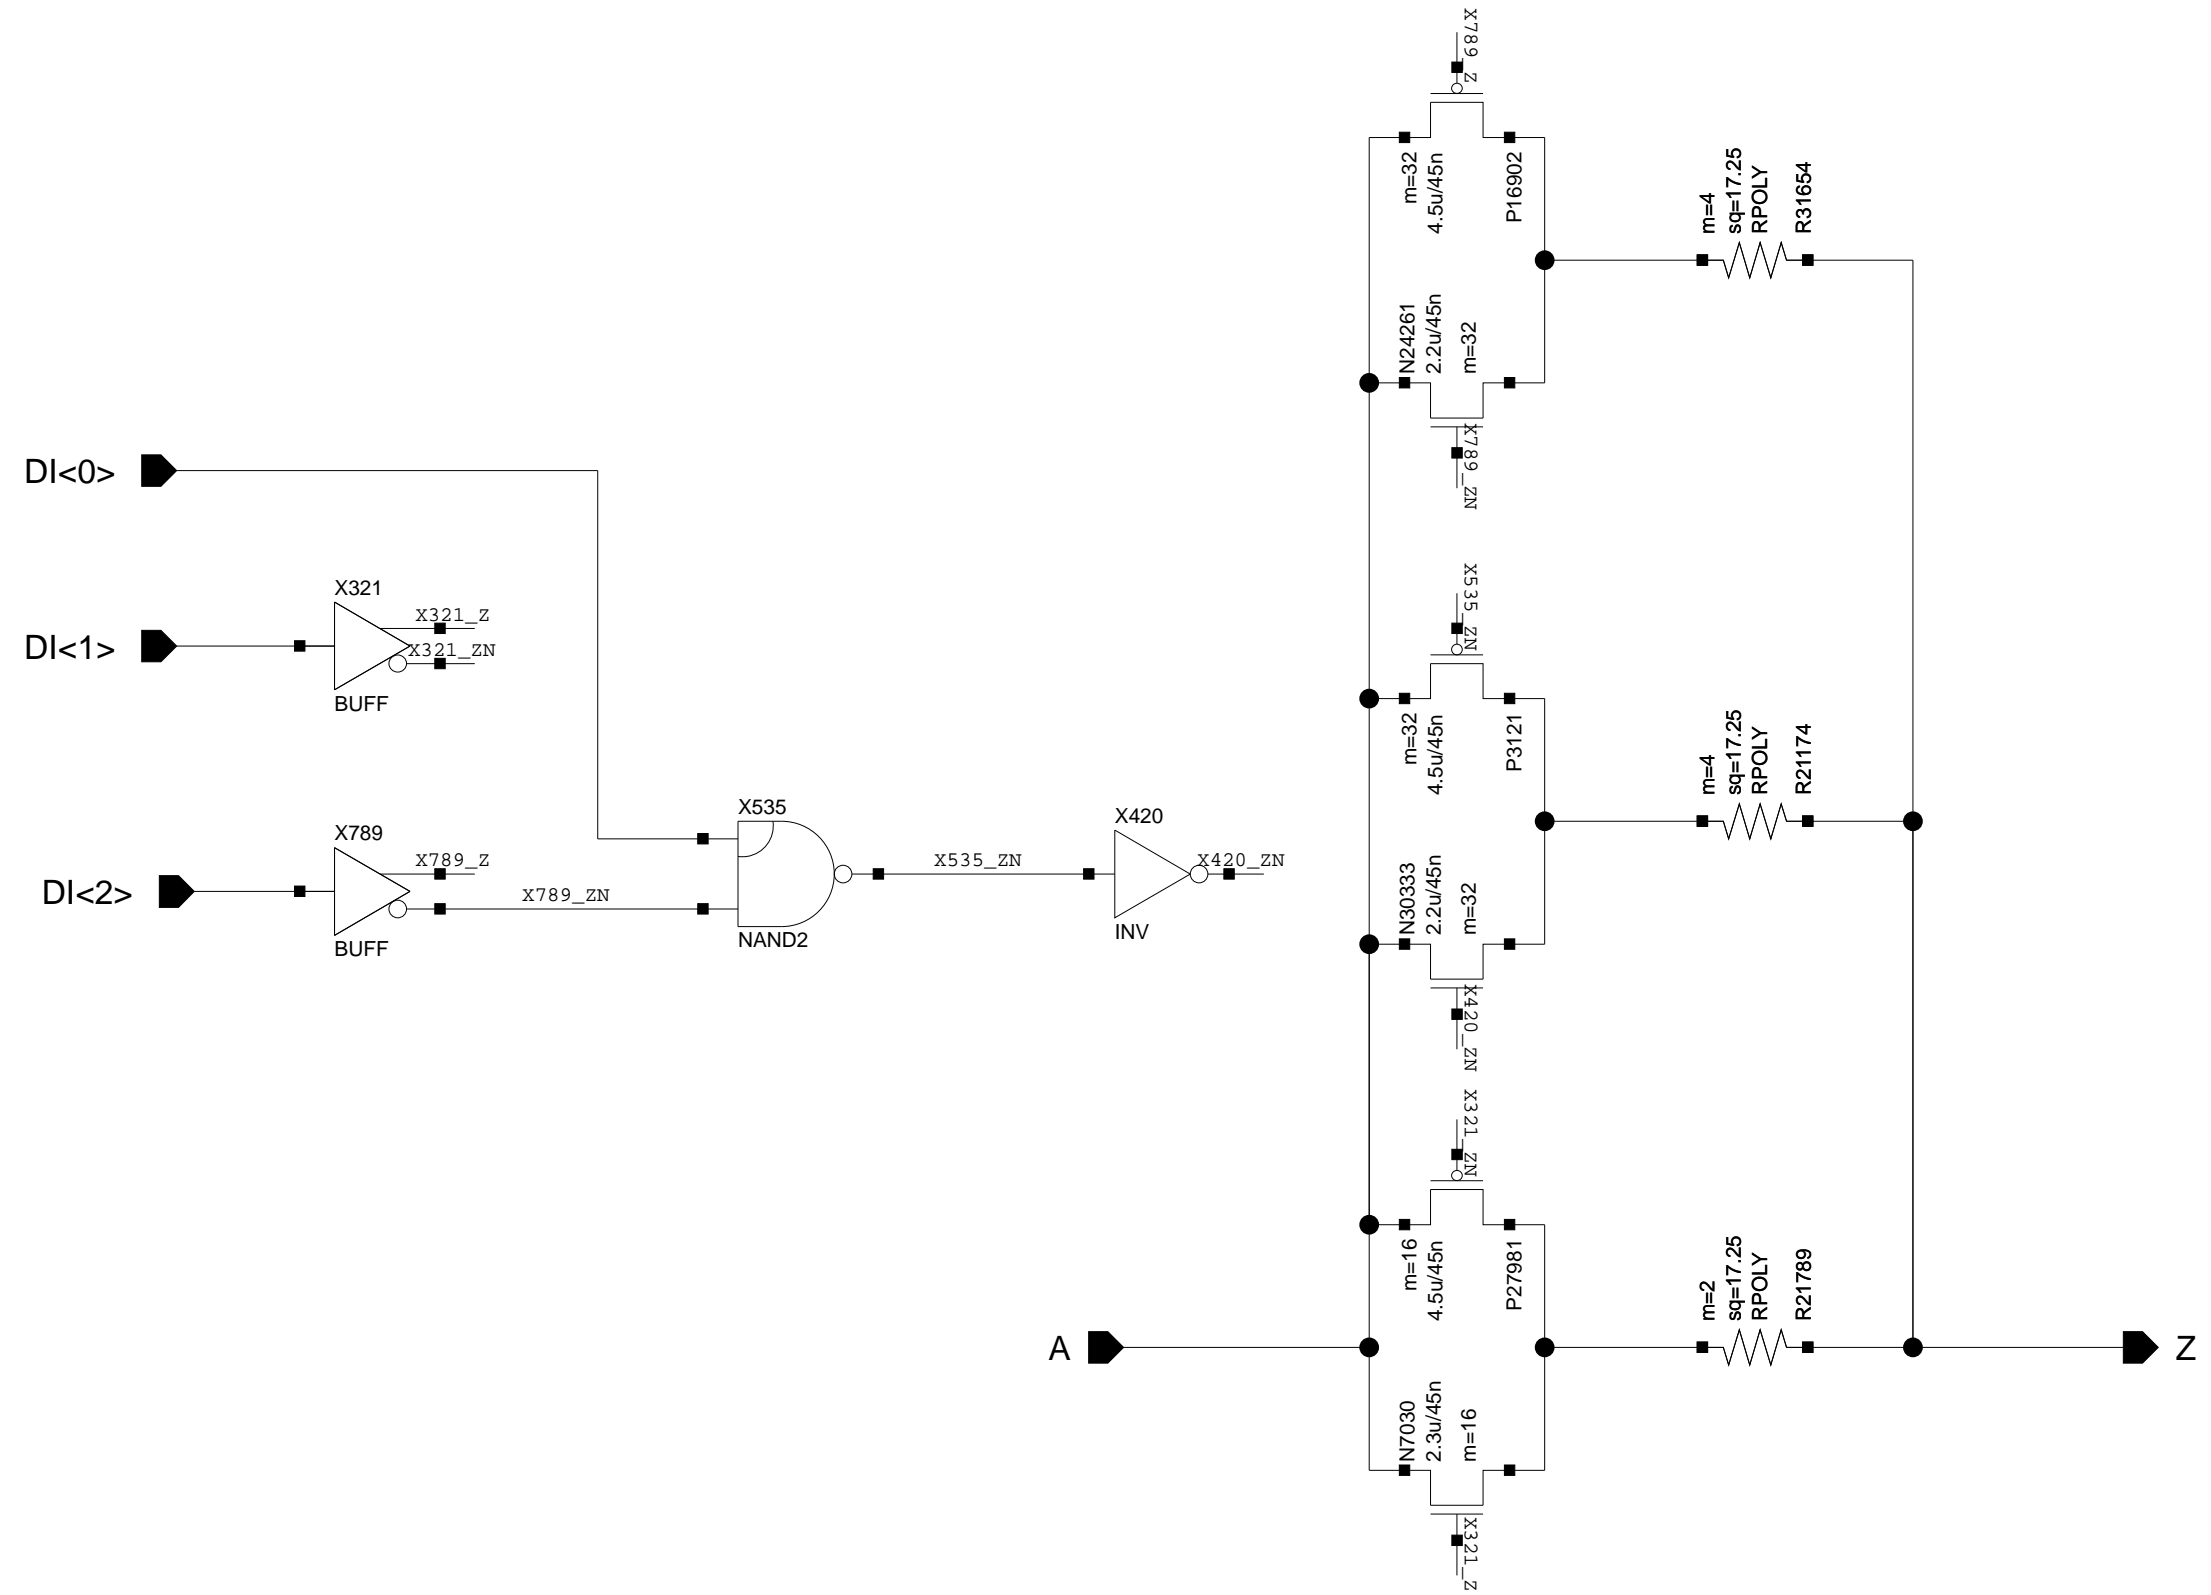 X789_Z
m=32
4.5u/45n
P16902
m=4
sq=17.25
RPOLY
R31654
N24261
2.2u/45n
m=32
X789_ZN
DI<0>
X535_ZN
X321
X321_Z
X321_ZN
DI<1>
BUFF
m=32
4.5u/45n
P3121
m=4
sq=17.25
RPOLY
R21174
X789
X789_Z
X789_ZN
DI<2>
BUFF
X535
NAND2
X535_ZN
X420
X420_ZN
INV
N30333
2.2u/45n
m=32
X420_ZN
X321_ZN
m=16
4.5u/45n
P27981
m=2
sq=17.25
RPOLY
R21789
A
Z
N7030
2.3u/45n
m=16
X321_Z